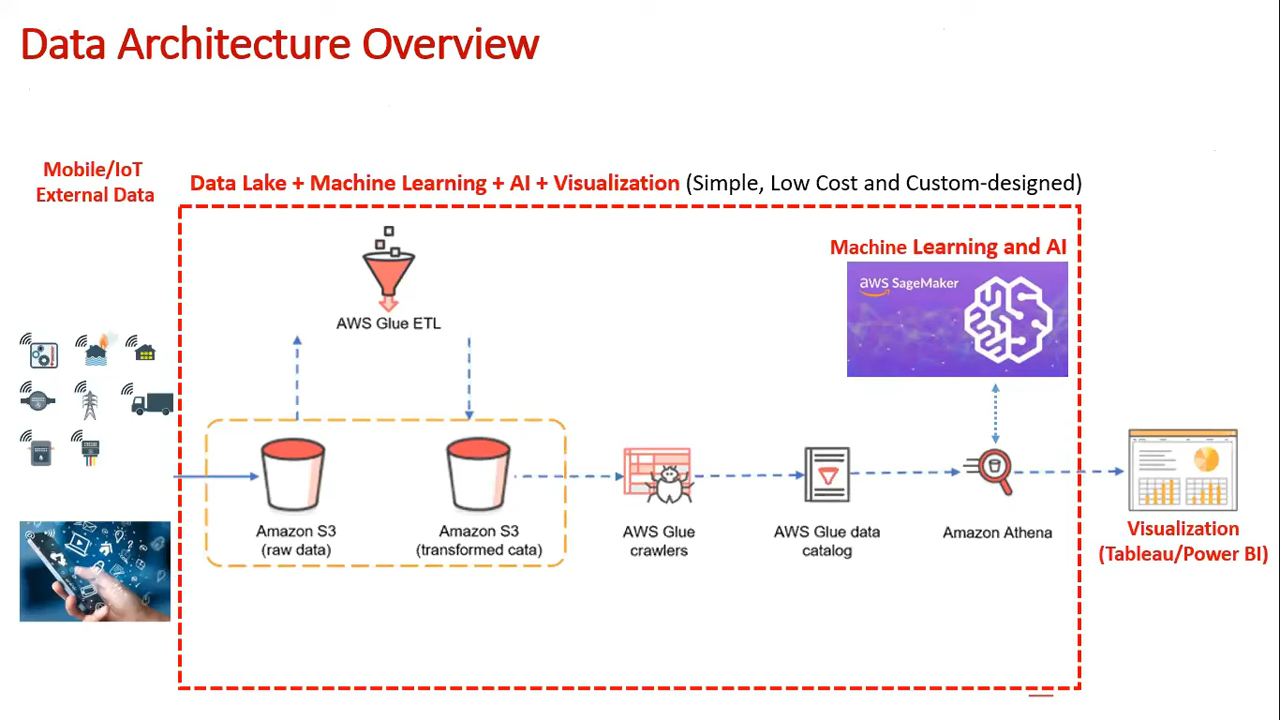 Data Architecture Overview
Mobile/IoT
External Data
Data Lake + Machine Learning + AI + Visualization (Simple, Low Cost and Custom-designed)
Machine Learning and AI
aws SageMaker
AWS Glue ETL
Amazon S3
(raw data)
Amazon S3
(transformed cata)
AWS Glue
crawlers
AWS Glue data
catalog
Amazon Athena
Visualization
(Tableau/Power BI)